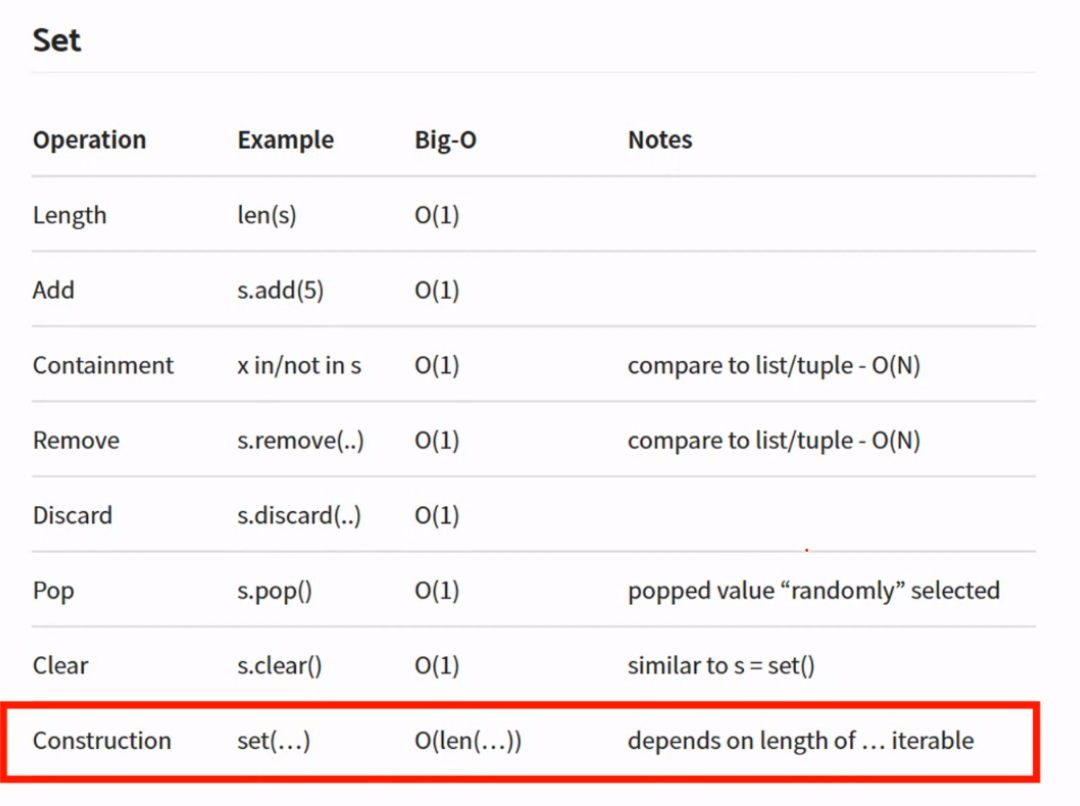 Set
Operation Example Big-O Notes
Length len(s) O(1)
Add s.add(5) O(1)
Containment x in/not in s O(1) compare to list/tuple - O(N)
Remove s.remove(..) O(1) compare to list/tuple - O(N)
Discard s.discard(..) O(1)
Pop s.pop() O(1) popped value “randomly” selected
Clear s.clear() O(1) similar to s = set()
Construction set(…) O(len(…)) depends on length of … iterable